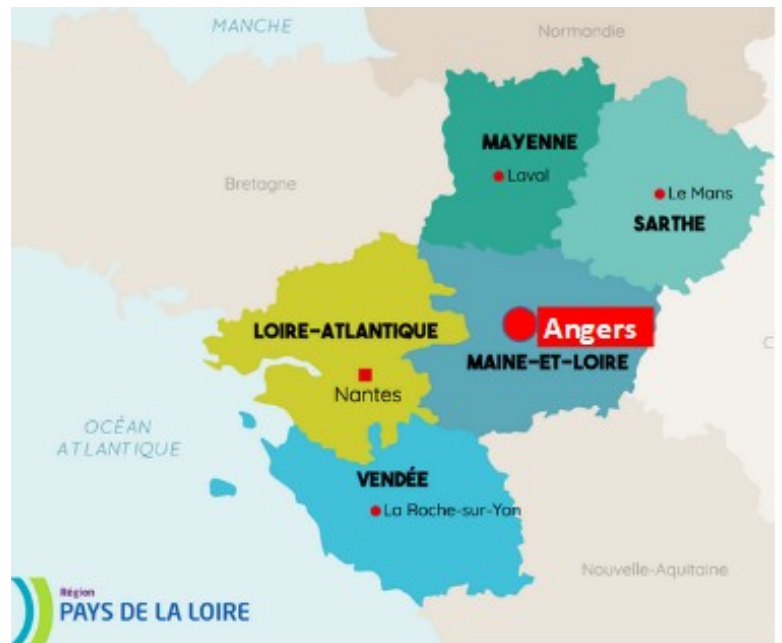 MANCHE
Normandie
MAYENNE
Laval
Le Mans
SARTHE
Bretagne
LOIRE-ATLANTIQUE
Angers
MAINE-ET-LOIRE
C
Nantes
OCÉAN
ATLANTIQUE
VENDÉE
La Roche-sur-Yon
Nouvelle-Aquitaine
Région
PAYS DE LA LOIRE